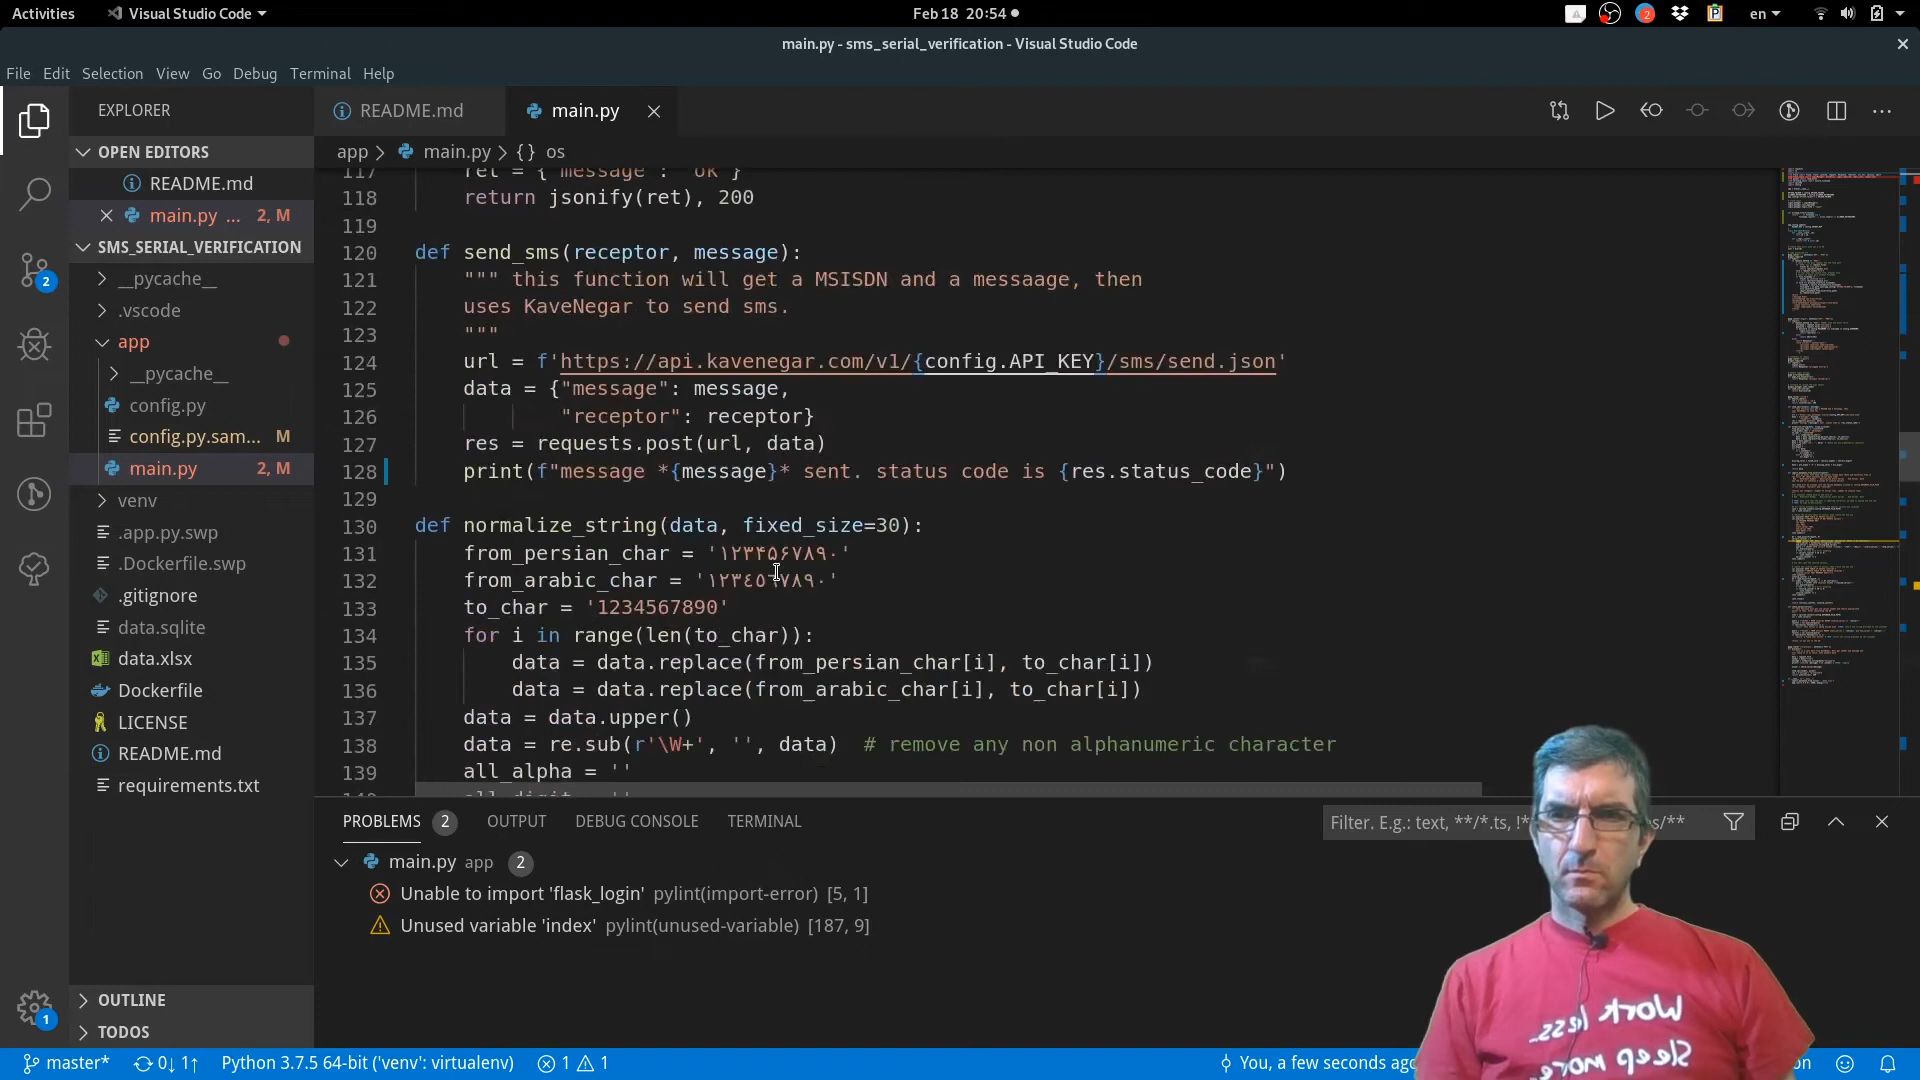 Activities
Visual Studio Code
Feb 18 20:54
2
en
main.py - sms_serial_verification - Visual Studio Code
File Edit Selection View Go Debug Terminal Help
EXPLORER
README.md
main.py
app > main.py > {} os
OPEN EDITORS
README.md
main.py ... 2, M
SMS_SERIAL_VERIFICATION
__pycache__
.vscode
app
__pycache__
config.py
config.py.sam... M
main.py 2, M
venv
.app.py.swp
.Dockerfile.swp
.gitignore
data.sqlite
data.xlsx
Dockerfile
LICENSE
README.md
requirements.txt
OUTLINE
TODOS
2
1
117 ret = {"message": "ok"}
118 return jsonify(ret), 200
119
120 def send_sms(receptor, message):
121 """ this function will get a MSISDN and a messaage, then
122 uses KaveNegar to send sms.
123 """
124 url = f'https://api.kavenegar.com/v1/{config.API_KEY}/sms/send.json'
125 data = {"message": message,
126 "receptor": receptor}
127 res = requests.post(url, data)
128 print(f"message *{message}* sent. status code is {res.status_code}")
129
130 def normalize_string(data, fixed_size=30):
131 from_persian_char = '۱۲۳۴۵۶۷۸۹۰'
132 from_arabic_char = '١٢٣٤٥٦٧٨٩٠'
133 to_char = '1234567890'
134 for i in range(len(to_char)):
135 data = data.replace(from_persian_char[i], to_char[i])
136 data = data.replace(from_arabic_char[i], to_char[i])
137 data = data.upper()
138 data = re.sub(r'\W+', '', data) # remove any non alphanumeric character
139 all_alpha = ''
140 all_digit = ''
PROBLEMS 2 OUTPUT DEBUG CONSOLE TERMINAL
Filter. E.g.: text, **/*.ts, !*
main.py app 2
Unable to import 'flask_login' pylint(import-error) [5, 1]
Unused variable 'index' pylint(unused-variable) [187, 9]
Work less.
Sleep more.
master* 0↓ 1↑ Python 3.7.5 64-bit ('venv': virtualenv) 1 1
You, a few seconds ago